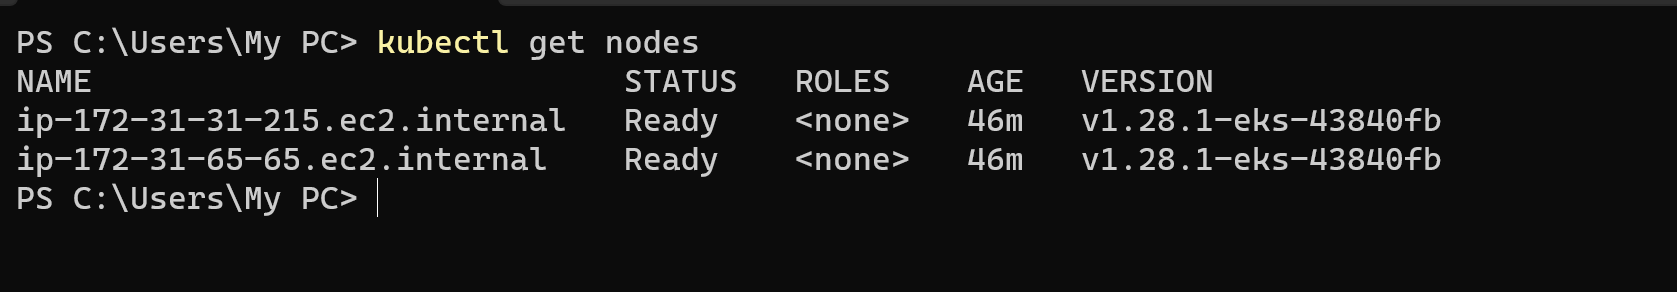 PS C:\Users\My PC> kubectl get nodes
NAME                            STATUS   ROLES    AGE   VERSION
ip-172-31-31-215.ec2.internal   Ready    <none>   46m   v1.28.1-eks-43840fb
ip-172-31-65-65.ec2.internal    Ready    <none>   46m   v1.28.1-eks-43840fb
PS C:\Users\My PC>